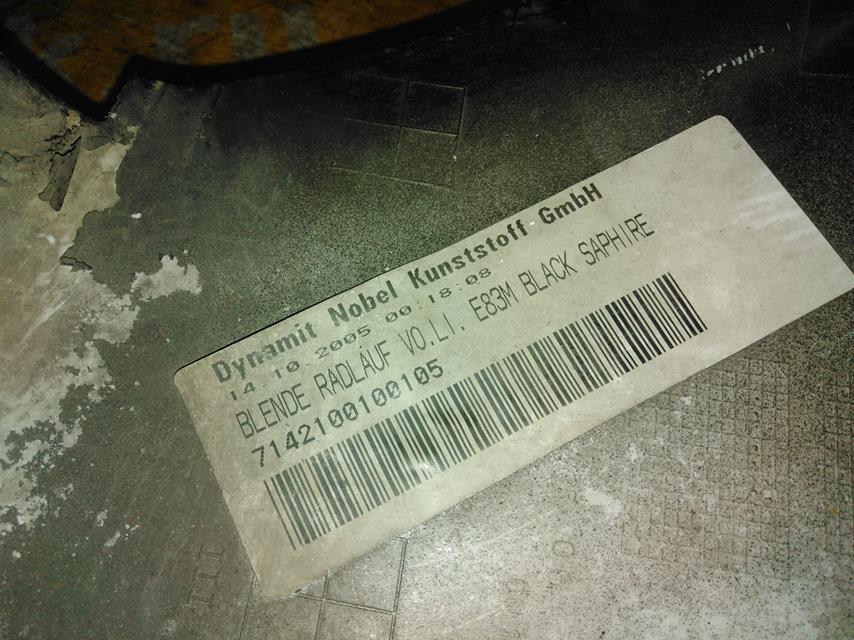 Dynamit Nobel Kunststoff GmbH
14.10.2005 00:18:08
BLENDE RADLAUF VO.LI. E83M BLACK SAPHIRE
7142100100105